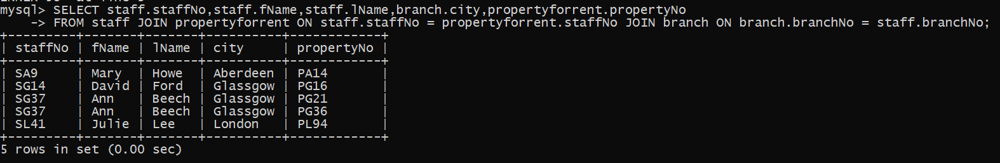 mysql> SELECT staff.staffNo,staff.fName,staff.lName,branch.city,propertyforrent.propertyNo
    -> FROM staff JOIN propertyforrent ON staff.staffNo = propertyforrent.staffNo JOIN branch ON branch.branchNo = staff.branchNo;
+---------+-------+-------+----------+------------+
| staffNo | fName | lName | city     | propertyNo |
+---------+-------+-------+----------+------------+
| SA9     | Mary  | Howe  | Aberdeen | PA14       |
| SG14    | David | Ford  | Glassgow | PG16       |
| SG37    | Ann   | Beech | Glassgow | PG21       |
| SG37    | Ann   | Beech | Glassgow | PG36       |
| SL41    | Julie | Lee   | London   | PL94       |
+---------+-------+-------+----------+------------+
5 rows in set (0.00 sec)